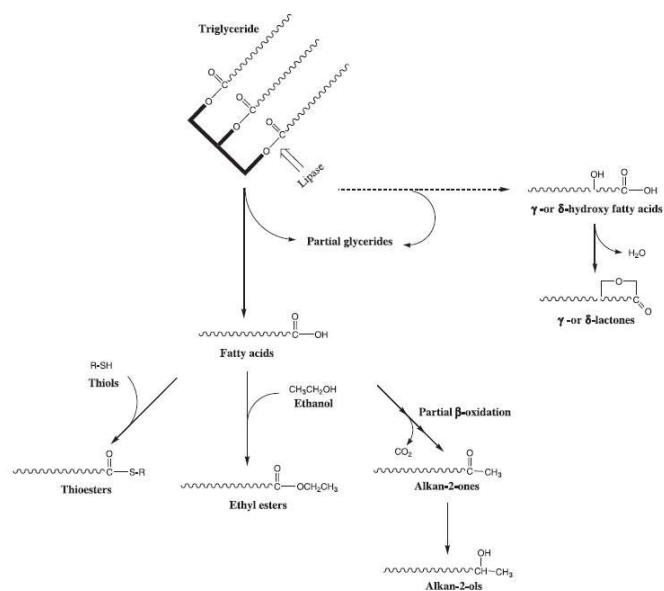 Triglyceride
O
C
O
O
C
O
O
C
O
Lipase
OH
O
C
OH
γ-or δ-hydroxy fatty acids
Partial glycerides
H₂O
O
C
O
γ-or δ-lactones
O
C
OH
Fatty acids
R-SH
Thiols
CH₃CH₂OH
Ethanol
Partial β-oxidation
CO₂
O
C
S-R
Thioesters
O
C
OCH₂CH₃
Ethyl esters
O
C
CH₃
Alkan-2-ones
OH
CH
CH₃
Alkan-2-ols